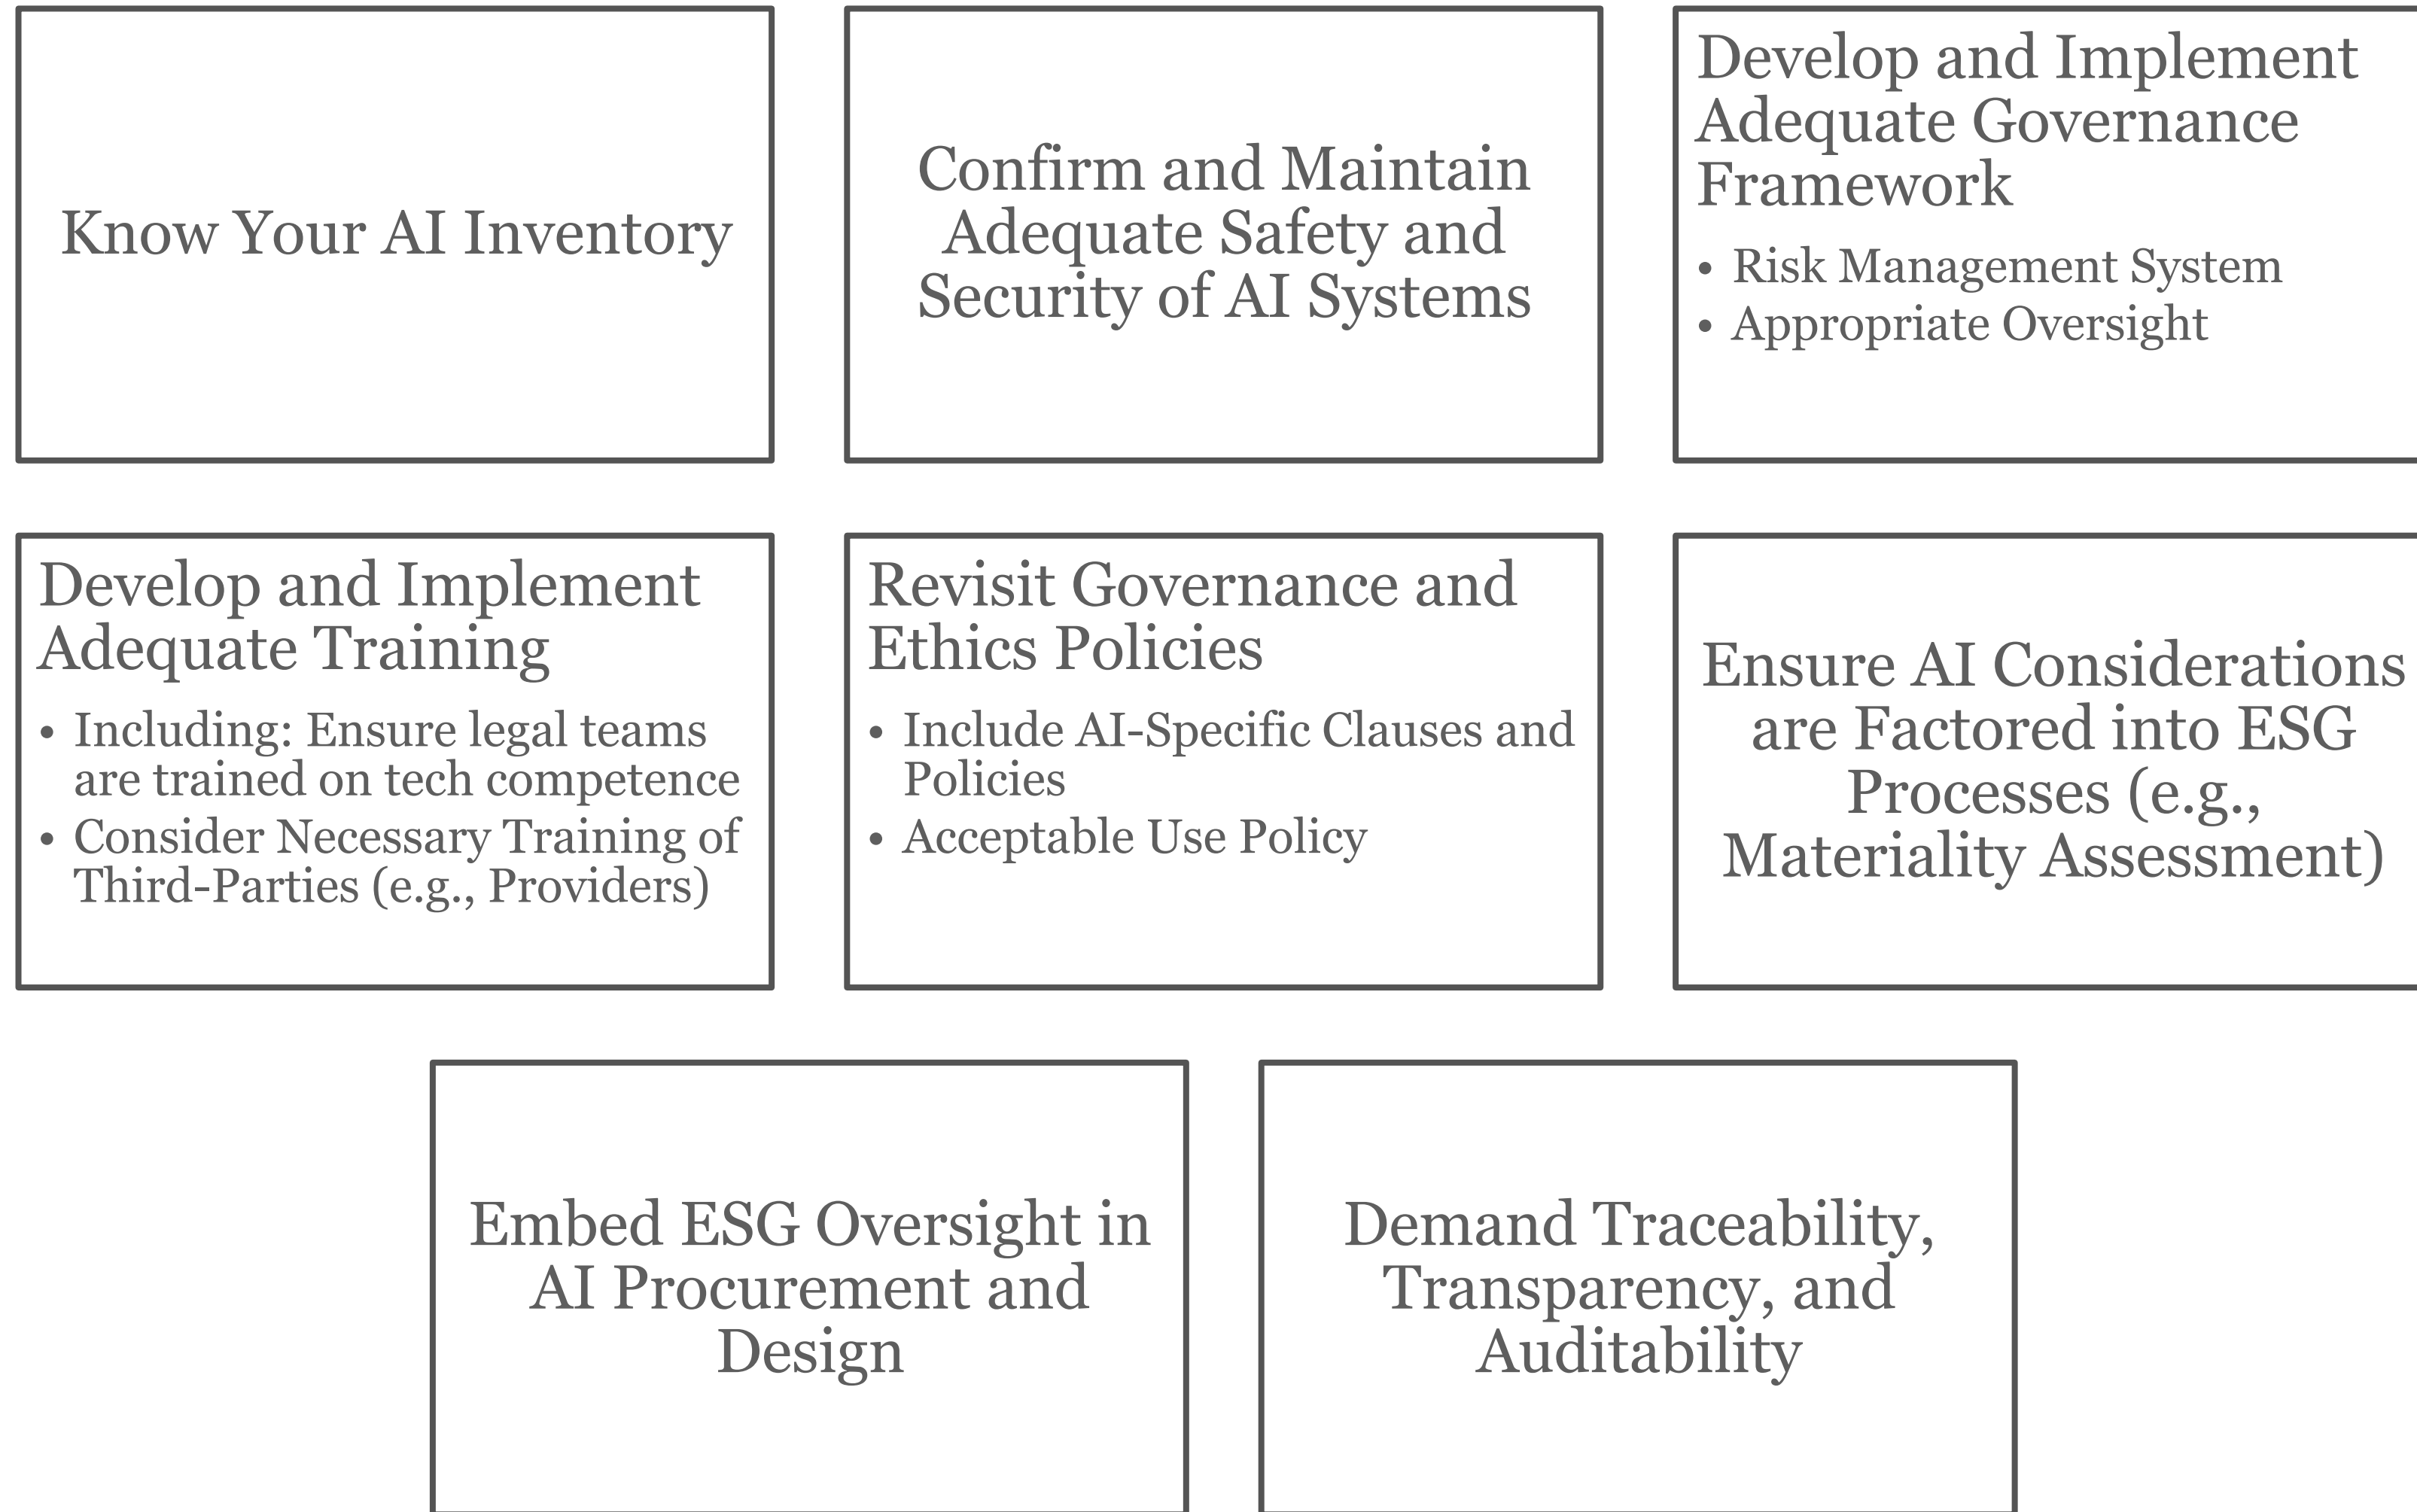 Know Your AI Inventory
Confirm and Maintain
Adequate Safety and
Security of AI Systems
Develop and Implement
Adequate Governance
Framework
• Risk Management System
• Appropriate Oversight
Develop and Implement
Adequate Training
• Including: Ensure legal teams
are trained on tech competence
• Consider Necessary Training of
Third-Parties (e.g., Providers)
Revisit Governance and
Ethics Policies
• Include AI-Specific Clauses and
Policies
• Acceptable Use Policy
Ensure AI Considerations
are Factored into ESG
Processes (e.g.,
Materiality Assessment)
Embed ESG Oversight in
AI Procurement and
Design
Demand Traceability,
Transparency, and
Auditability